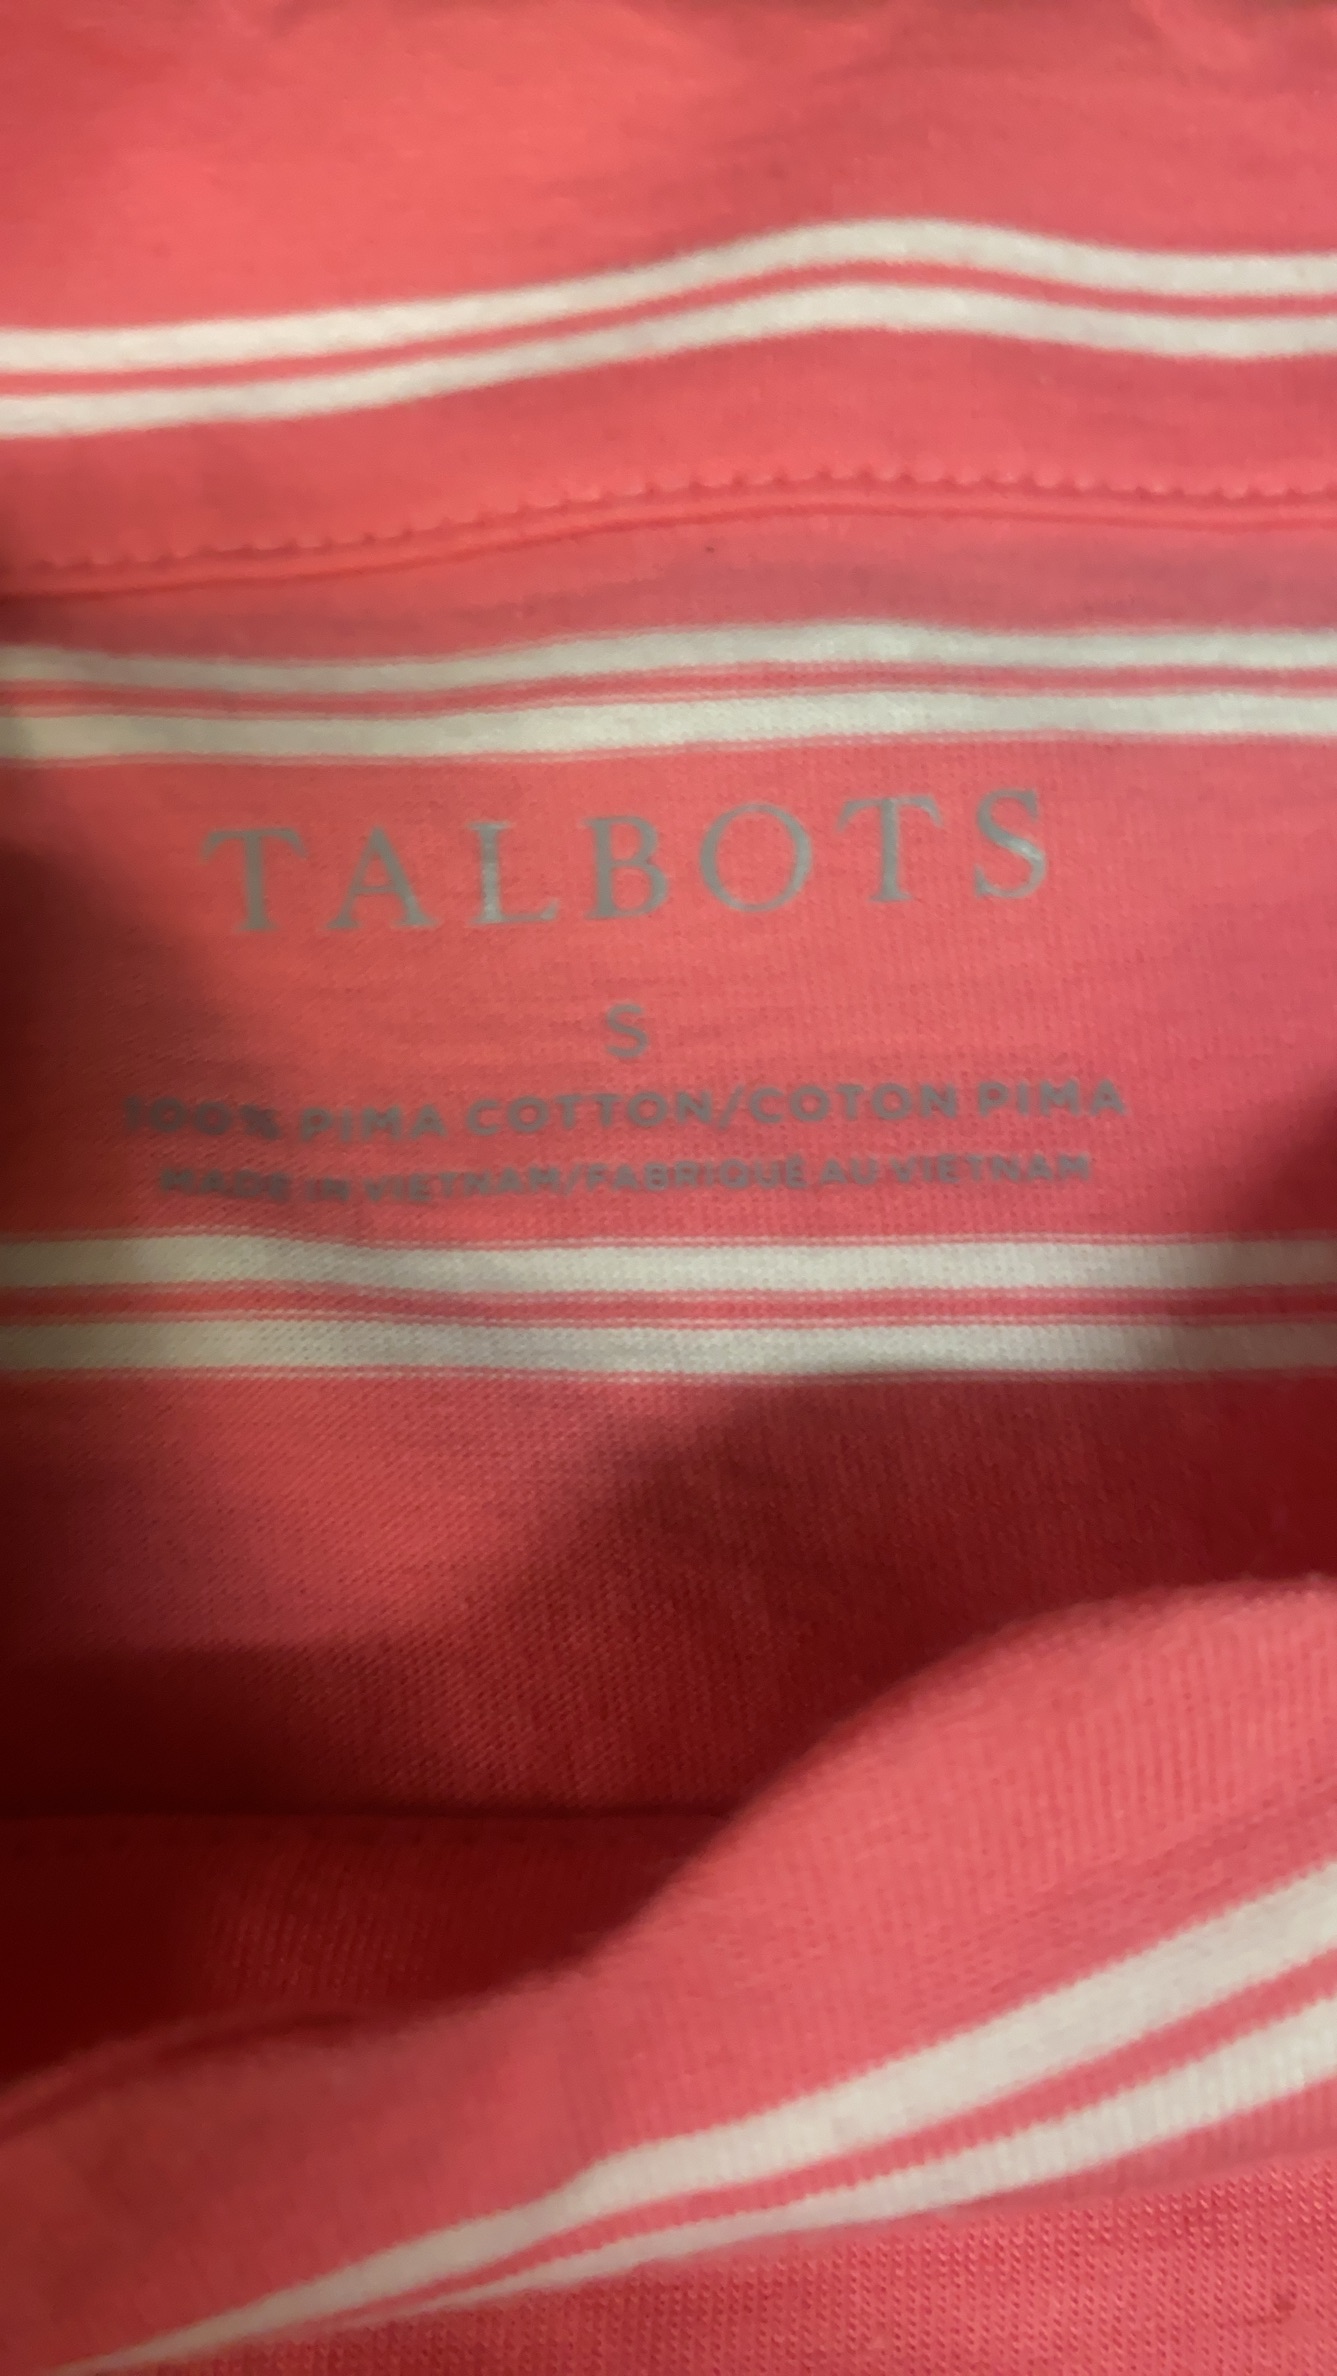 TALBOTS
S
100% PIMA COTTON/COTON PIMA
MADE IN VIETNAM/FABRIQUÉ AU VIETNAM